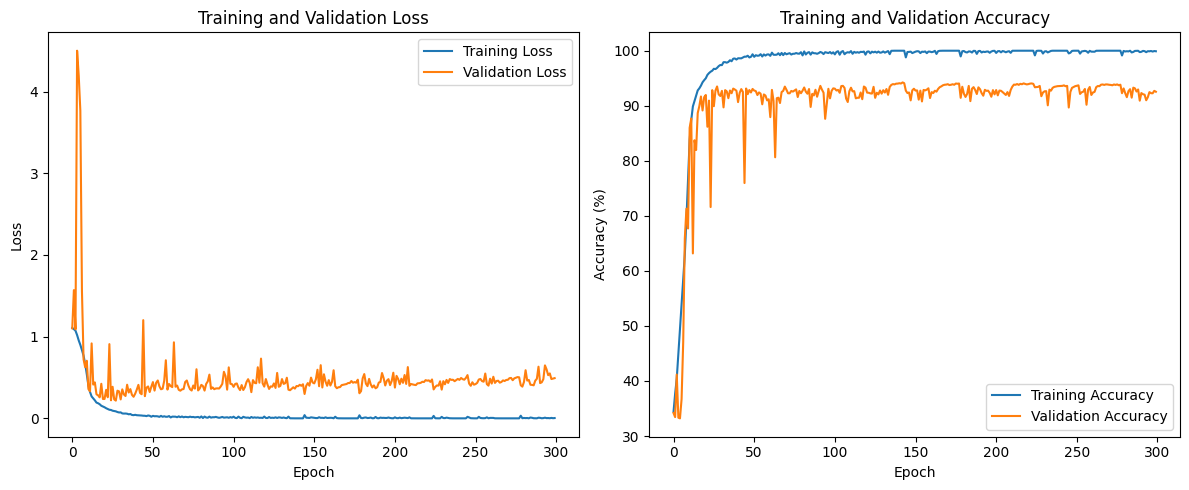 Training and Validation Loss
Training Loss
Validation Loss
4
3
2
1
0
Loss
0 50 100 150 200 250 300
Epoch
Training and Validation Accuracy
100
90
80
70
60
50
40
30
Accuracy (%)
Training Accuracy
Validation Accuracy
0 50 100 150 200 250 300
Epoch